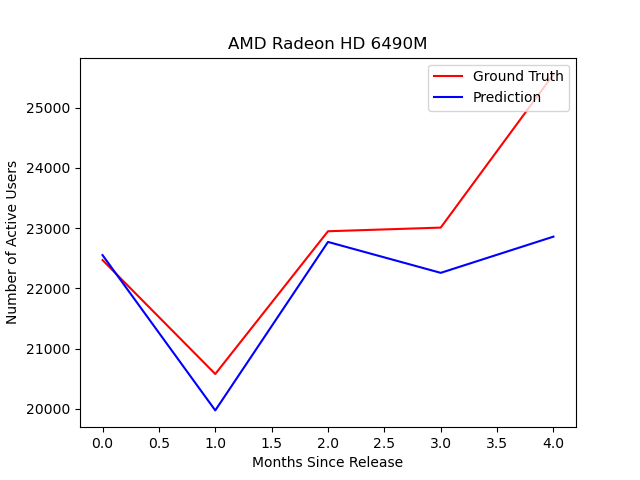 AMD Radeon HD 6490M
Ground Truth
Prediction
Number of Active Users
25000
24000
23000
22000
21000
20000
0.0 0.5 1.0 1.5 2.0 2.5 3.0 3.5 4.0
Months Since Release